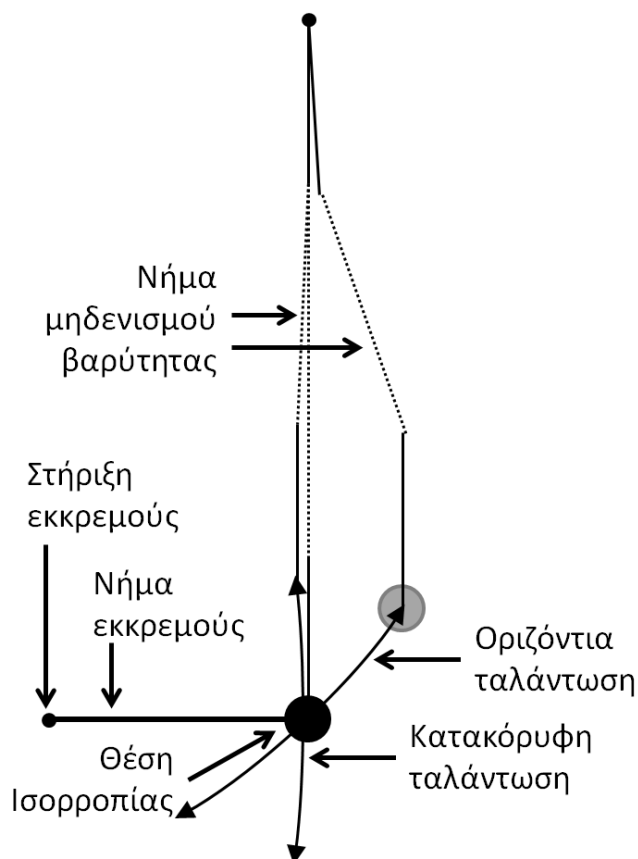 Νήμα
μηδενισμού
βαρύτητας
Στήριξη
εκκρεμούς
Νήμα
εκκρεμούς
Οριζόντια
ταλάντωση
Θέση
Ισορροπίας
Κατακόρυφη
ταλάντωση